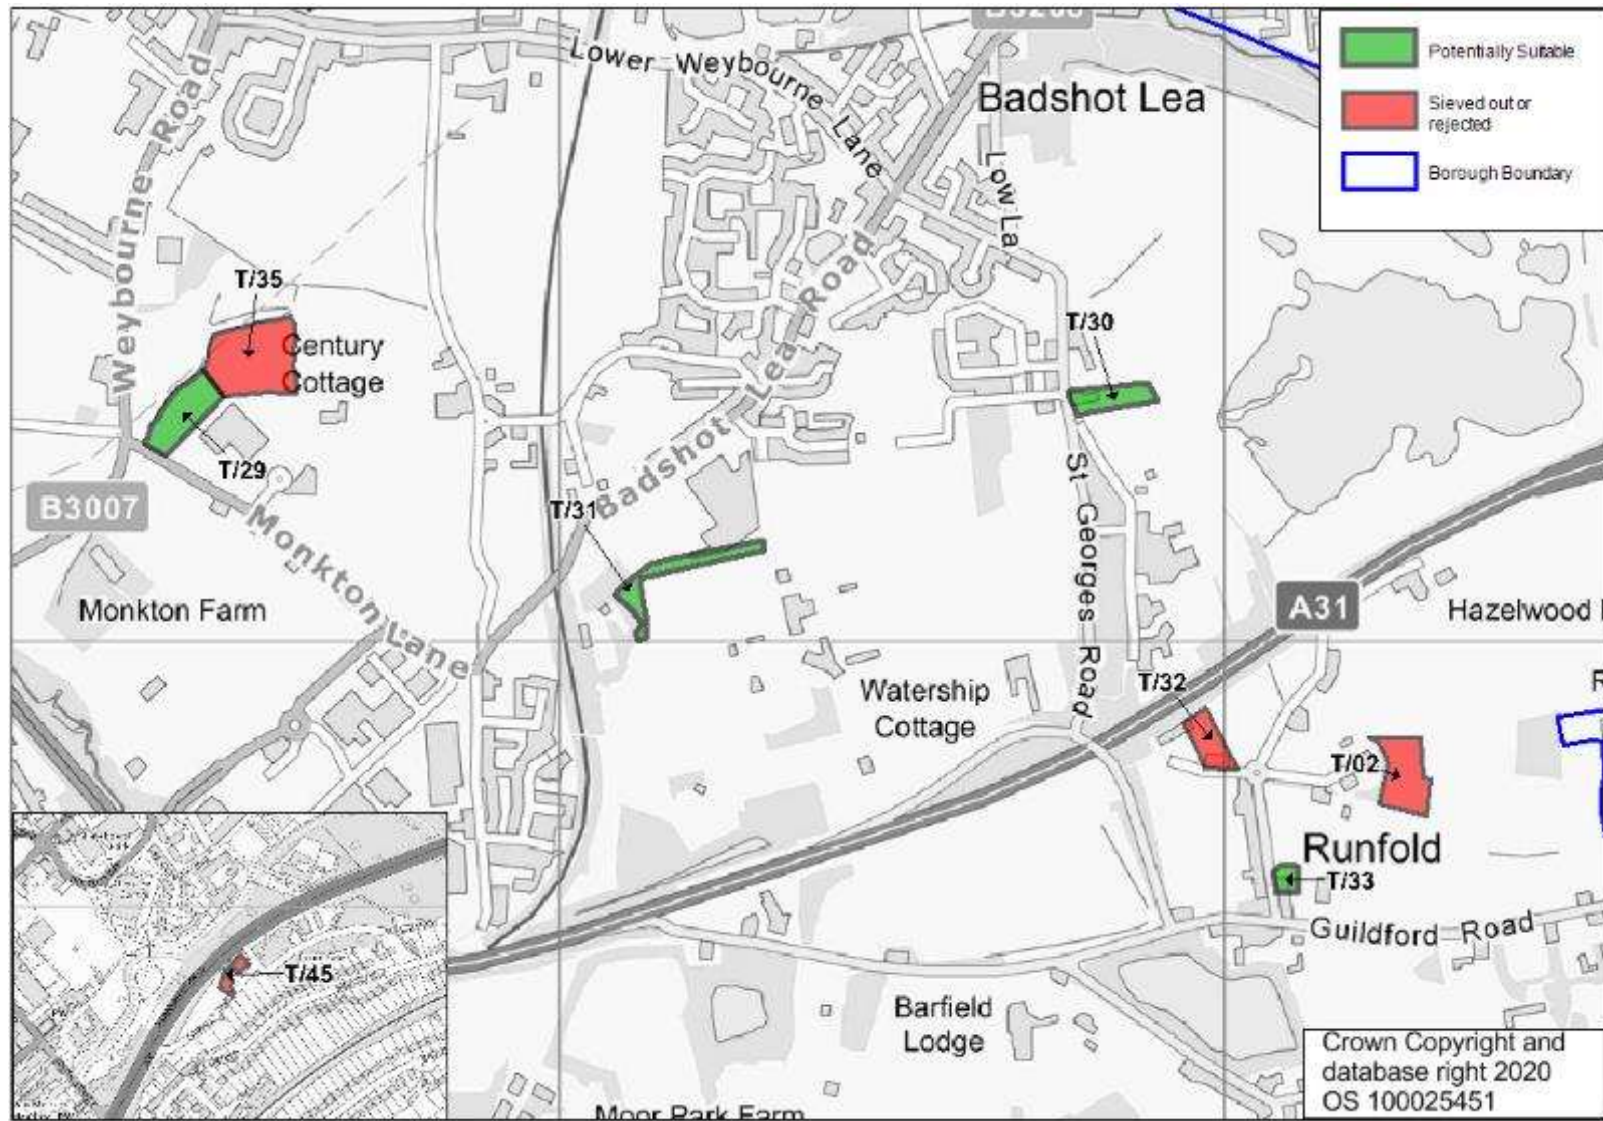 B3208
Potentially Suitable
Sieved out or
rejected
Borough Boundary
Lower Weybourne
Lane
Badshot Lea
Low La
Weybourne Road
T/35
Century
Cottage
T/30
T/29
B3007
Badshot Lea Road
T/31
Monkton Lane
Monkton Farm
St Georges Road
A31
Hazelwood
T/32
Watership
Cottage
T/02
Runfold
T/33
Guildford Road
T/45
Barfield
Lodge
Moor Park Farm
Crown Copyright and
database right 2020
OS 100025451